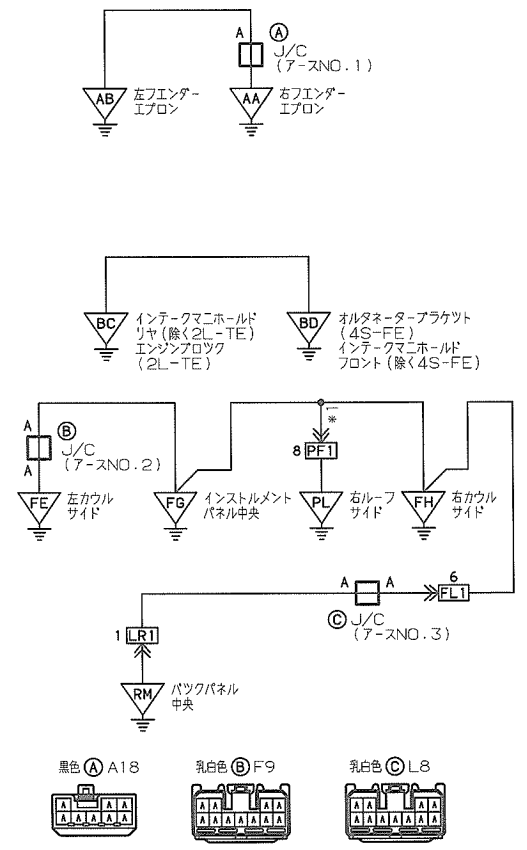 A Ⓐ
J/C
(アースNO.1)
AB 左フエンダー
エプロン
AA 右フエンダー
エプロン
BC インテークマニホールド
リヤ(除く2L-TE)
エンジンブロツク
(2L-TE)
BD オルタネーターブラケツト
(4S-FE)
インテークマニホールド
フロント(除く4S-FE)
A Ⓑ
J/C
(アースNO.2)
A
*1
8 PF1
FE 左カウル
サイド
FG インストルメント
パネル中央
PL 右ルーフ
サイド
FH 右カウル
サイド
A A
6
FL1
Ⓒ J/C
(アースNO.3)
1 LR1
RM バツクパネル
中央
黒色 Ⓐ A18
乳白色 Ⓑ F9
乳白色 Ⓒ L8
A A A A
A A A A A
A A A A
A A A A A
A A A A
A A A A A